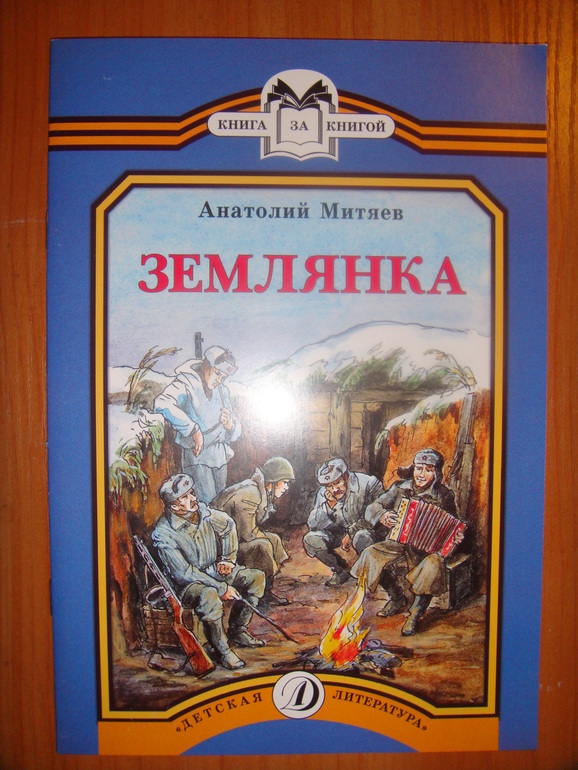 КНИГА ЗА КНИГОЙ
Анатолий Митяев
ЗЕМЛЯНКА
«ДЕТСКАЯ Д ЛИТЕРАТУРА»